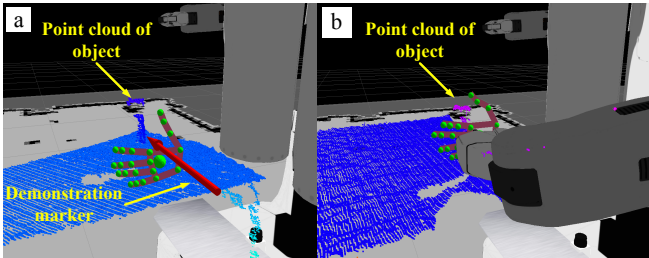 a
Point cloud of
object
Demonstration
marker
b
Point cloud of
object